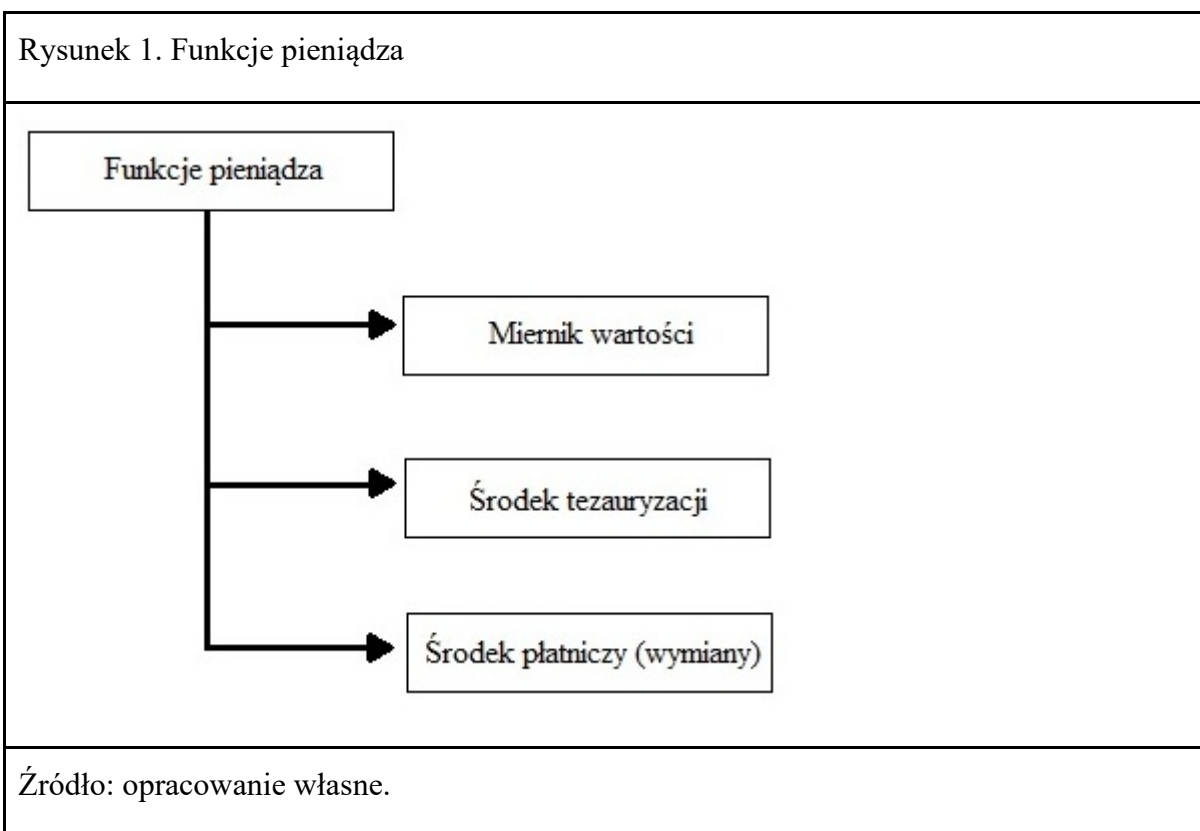 Rysunek 1. Funkcje pieniądza
Funkcje pieniądza
Miernik wartości
Środek tezauryzacji
Środek płatniczy (wymiany)
Źródło: opracowanie własne.